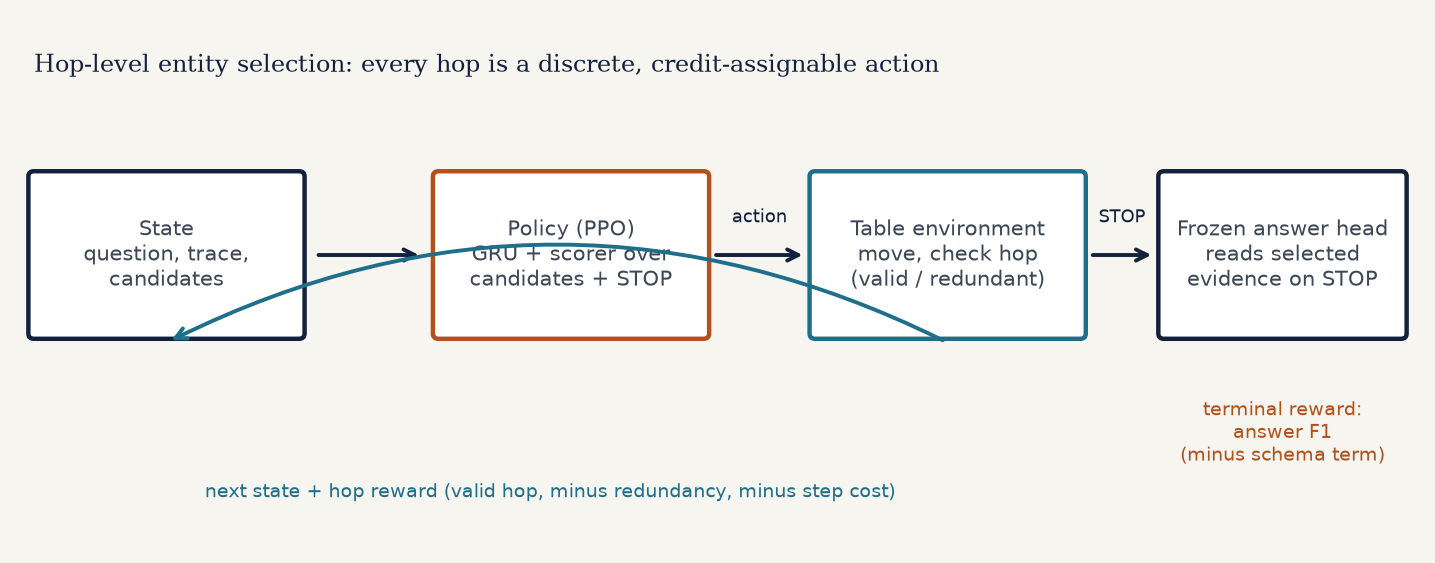 Hop-level entity selection: every hop is a discrete, credit-assignable action
State
question, trace,
candidates
Policy (PPO)
GRU + scorer over
candidates + STOP
action
Table environment
move, check hop
(valid / redundant)
STOP
Frozen answer head
reads selected
evidence on STOP
terminal reward:
answer F1
(minus schema term)
next state + hop reward (valid hop, minus redundancy, minus step cost)